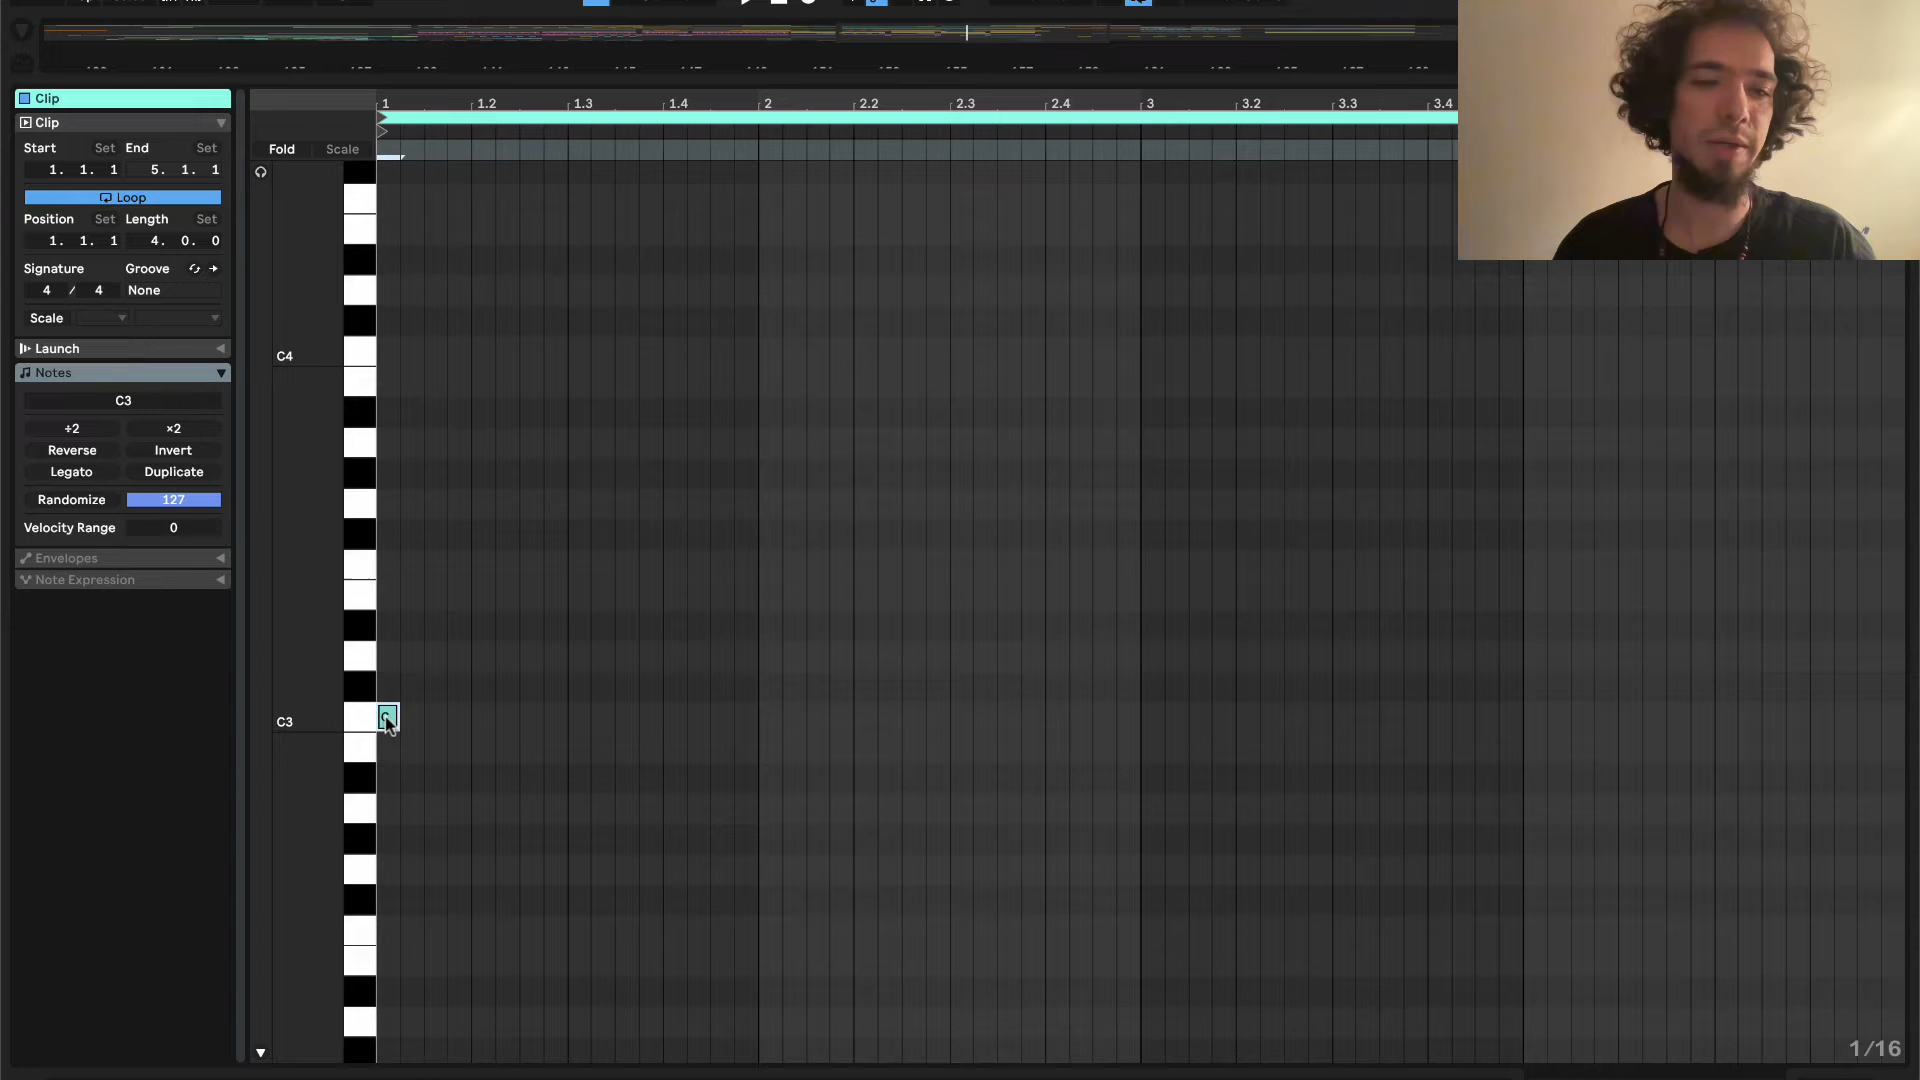 Clip
Clip
Start Set End Set
1. 1. 1 5. 1. 1
Loop
Position Set Length Set
1. 1. 1 4. 0. 0
Signature Groove
4 / 4 None
Scale
Launch
Notes
C3
÷2 ×2
Reverse Invert
Legato Duplicate
Randomize 127
Velocity Range 0
Envelopes
Note Expression
1 1.2 1.3 1.4 2 2.2 2.3 2.4 3 3.2 3.3 3.4
Fold Scale
C4
C3
1/16